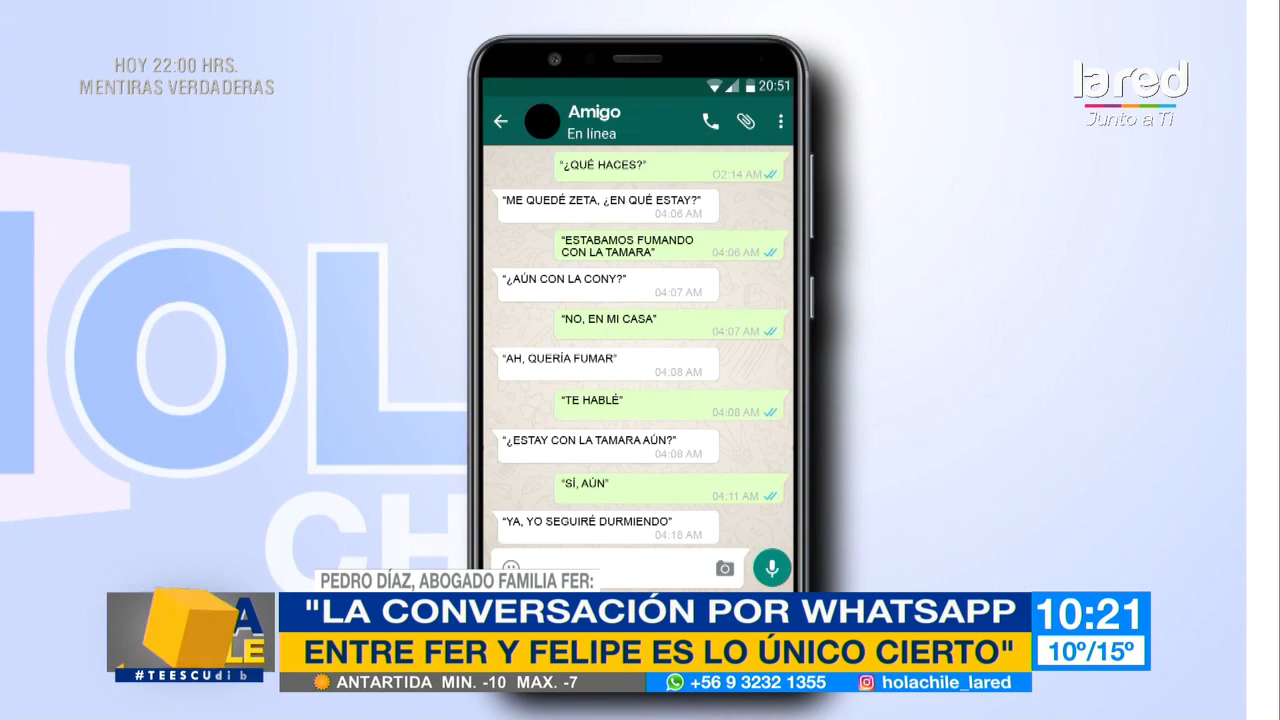 HOY 22:00 HRS.
MENTIRAS VERDADERAS
lared
Junto a Ti
20:51
Amigo
En línea
“¿QUÉ HACES?”
02:14 AM
“ME QUEDÉ ZETA, ¿EN QUÉ ESTAY?”
04:06 AM
“ESTABAMOS FUMANDO
CON LA TAMARA”
04:06 AM
“¿AÚN CON LA CONY?”
04:07 AM
“NO, EN MI CASA”
04:07 AM
“AH, QUERÍA FUMAR”
04:08 AM
“TE HABLÉ”
04:08 AM
“¿ESTAY CON LA TAMARA AÚN?”
04:08 AM
“SÍ, AÚN”
04.11 AM
“YA, YO SEGUIRÉ DURMIENDO”
04.18 AM
OL
CH
PEDRO DÍAZ, ABOGADO FAMILIA FER:
"LA CONVERSACIÓN POR WHATSAPP
ENTRE FER Y FELIPE ES LO ÚNICO CIERTO"
10:21
10º/15º
A
LE
#TEESCUdib
ANTARTIDA MIN. -10 MAX. -7
+56 9 3232 1355
holachile_lared